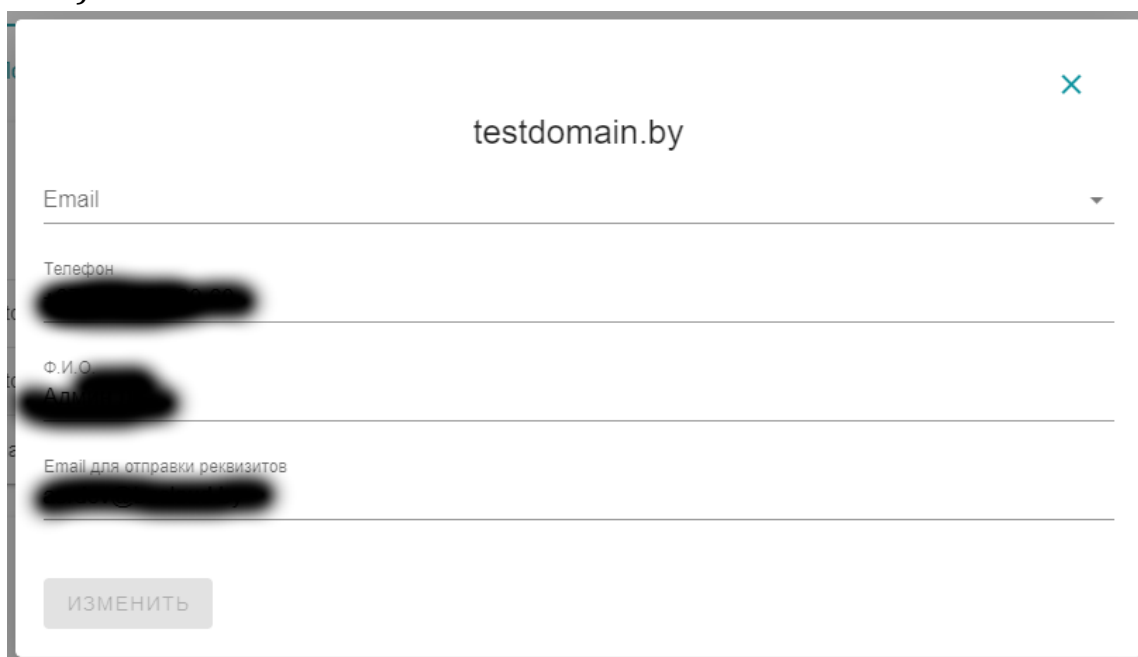 testdomain.by
Email
Телефон
Ф.И.О.
Email для отправки реквизитов
ИЗМЕНИТЬ